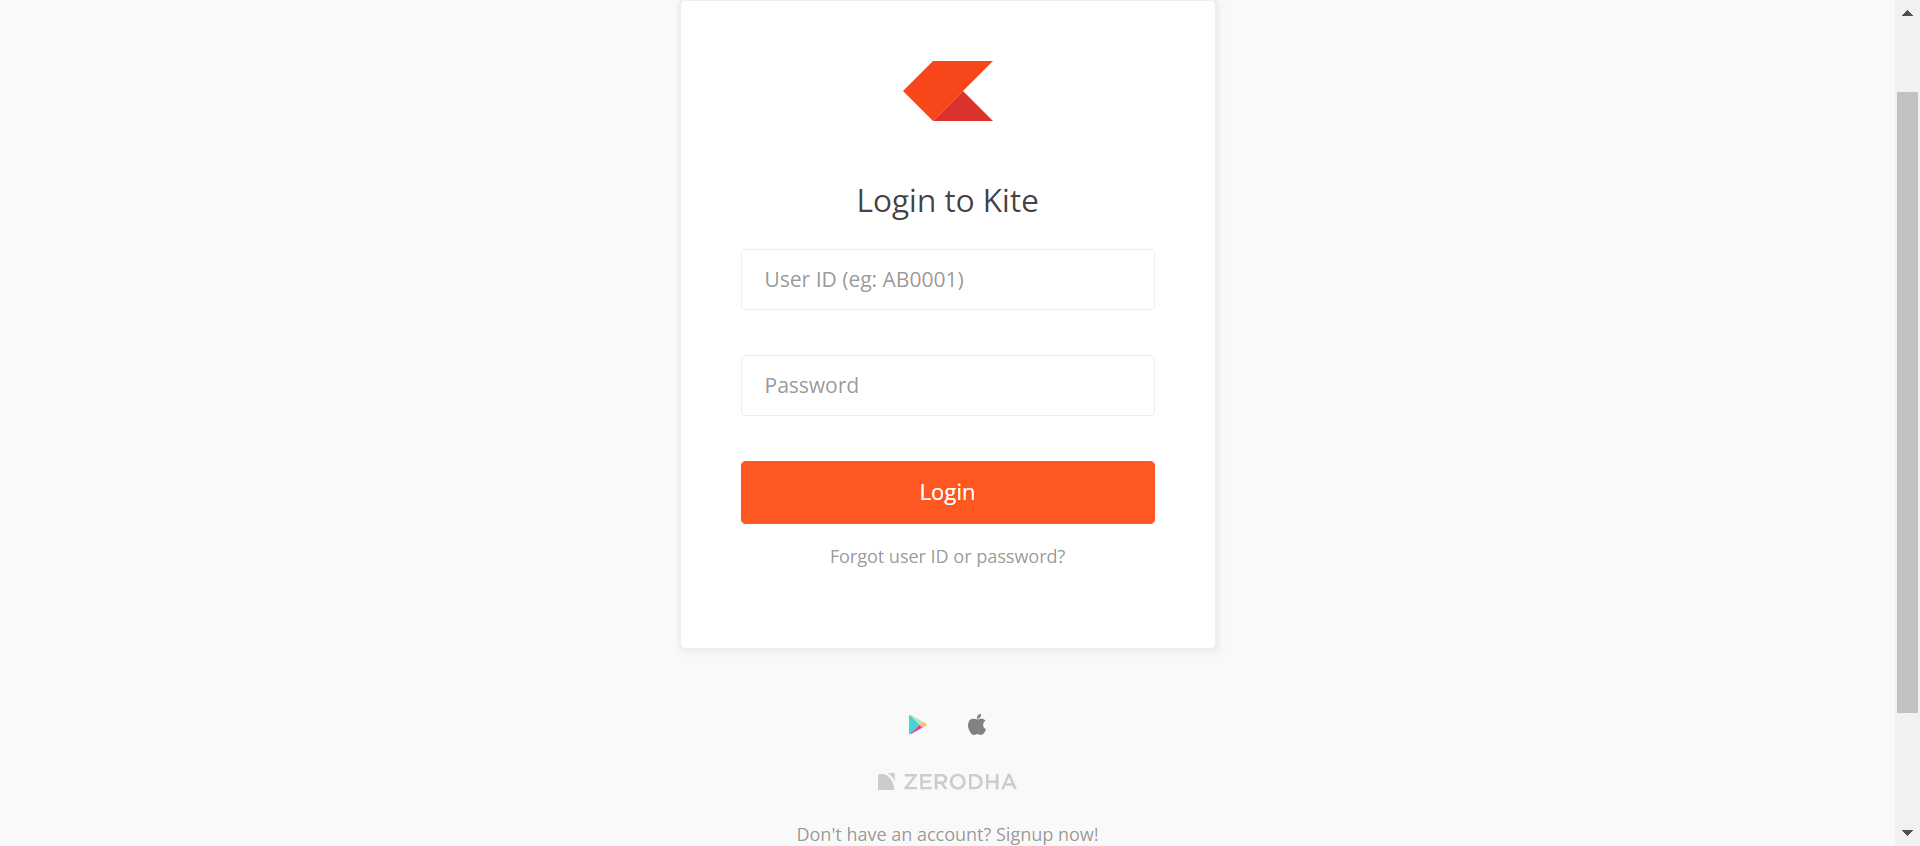 Login to Kite
User ID (eg: AB0001)
Password
Login
Forgot user ID or password?
ZERODHA
Don't have an account? Signup now!